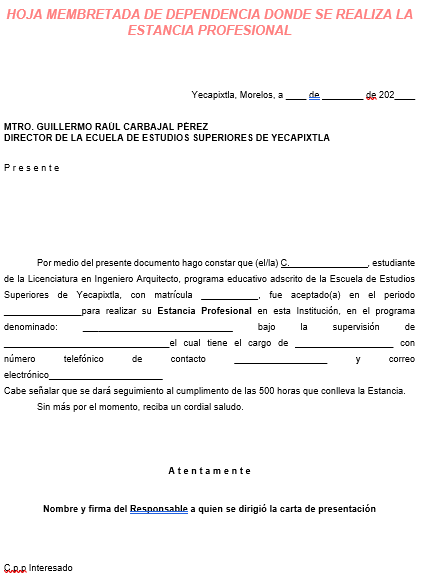 HOJA MEMBRETADA DE DEPENDENCIA DONDE SE REALIZA LA
ESTANCIA PROFESIONAL
Yecapixtla, Morelos, a ____ de ________ de 202____
MTRO. GUILLERMO RAÚL CARBAJAL PÉREZ
DIRECTOR DE LA ECUELA DE ESTUDIOS SUPERIORES DE YECAPIXTLA
P r e s e n t e
Por medio del presente documento hago constar que (el/la) C.________________, estudiante
de la Licenciatura en Ingeniero Arquitecto, programa educativo adscrito de la Escuela de Estudios
Superiores de Yecapixtla, con matrícula ___________, fue aceptado(a) en el periodo
_______________para realizar su Estancia Profesional en esta Institución, en el programa
denominado: _____________________________ bajo la supervisión de
________________________________el cual tiene el cargo de ___________________ con
número telefónico de contacto __________________ y correo
electrónico______________________
Cabe señalar que se dará seguimiento al cumplimento de las 500 horas que conlleva la Estancia.
Sin más por el momento, reciba un cordial saludo.
A t e n t a m e n t e
Nombre y firma del Responsable a quien se dirigió la carta de presentación
C.p.p Interesado